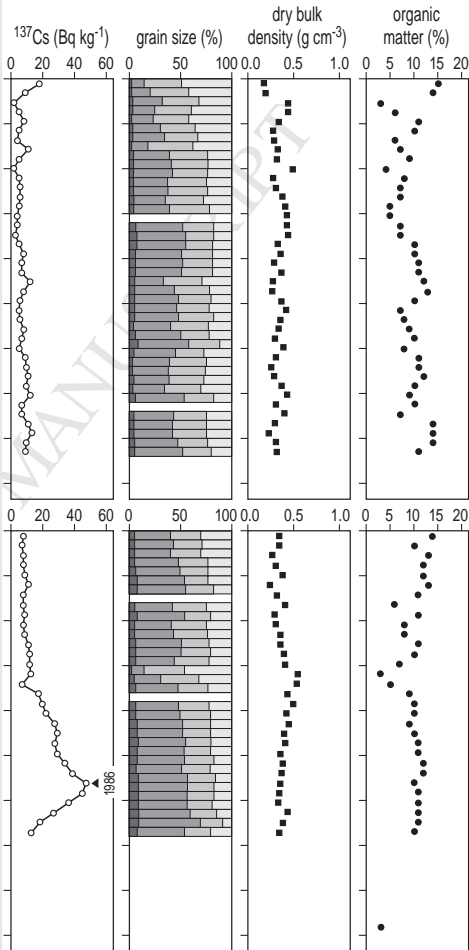 ¹³⁷Cs (Bq kg⁻¹)
grain size (%)
dry bulk
density (g cm⁻³)
organic
matter (%)
0 20 40 60
0 50 100
0.0 0.5 1.0
0 5 10 15 20
MANUSCRIPT
0 20 40 60
0 50 100
0.0 0.5 1.0
0 5 10 15 20
1986